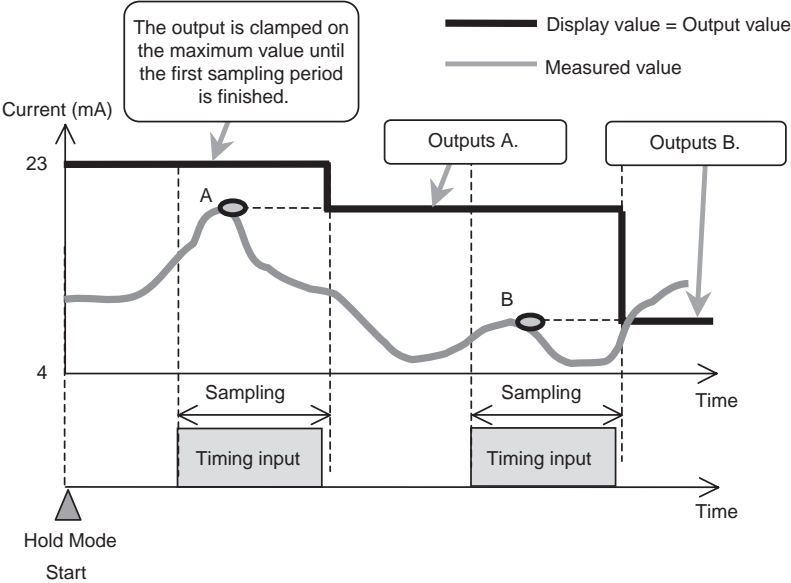 The output is clamped on
the maximum value until
the first sampling period
is finished.
Display value = Output value
Measured value
Current (mA)
Outputs A.
Outputs B.
23
A
B
4
Sampling
Sampling
Time
Timing input
Timing input
Time
Hold Mode
Start